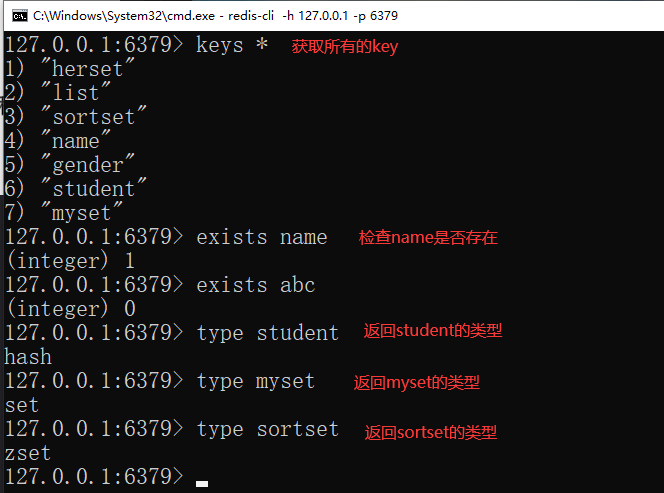 C:\Windows\System32\cmd.exe - redis-cli -h 127.0.0.1 -p 6379
127.0.0.1:6379> keys * 获取所有的key
1) "herset"
2) "list"
3) "sortset"
4) "name"
5) "gender"
6) "student"
7) "myset"
127.0.0.1:6379> exists name 检查name是否存在
(integer) 1
127.0.0.1:6379> exists abc
(integer) 0
127.0.0.1:6379> type student 返回student的类型
hash
127.0.0.1:6379> type myset 返回myset的类型
set
127.0.0.1:6379> type sortset 返回sortset的类型
zset
127.0.0.1:6379>